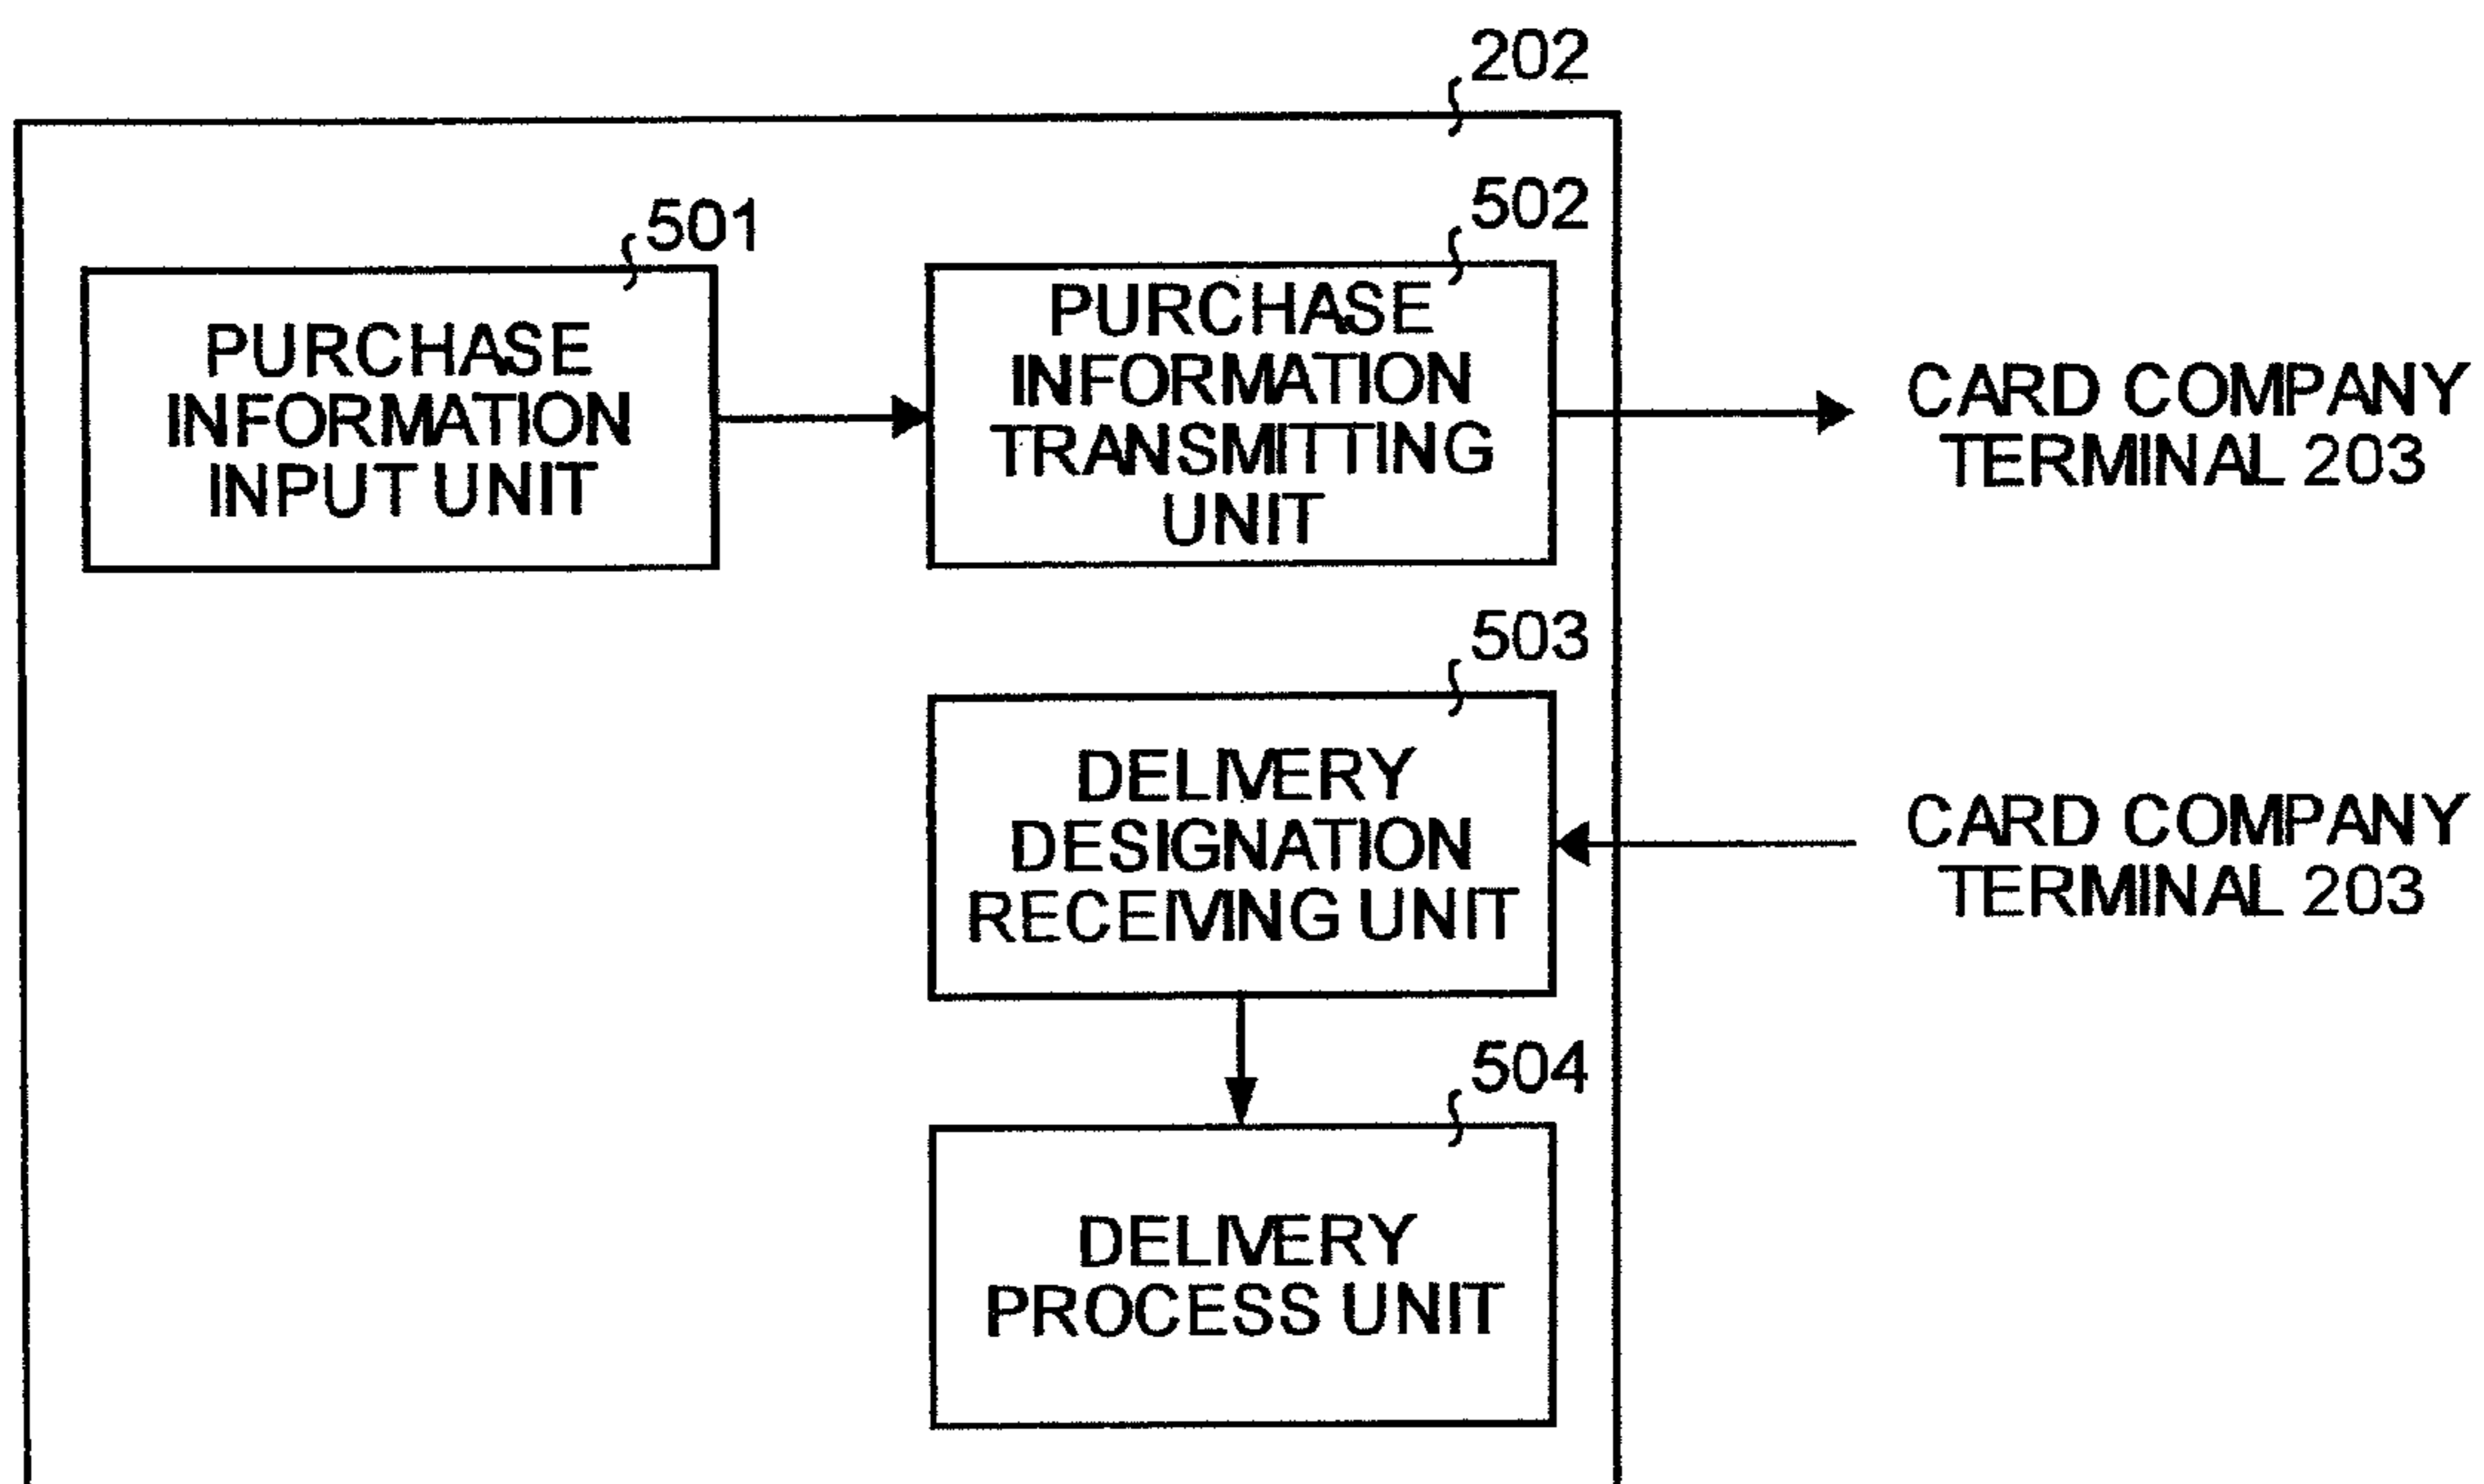 202
501
PURCHASE
INFORMATION
INPUT UNIT
502
PURCHASE
INFORMATION
TRANSMITTING
UNIT
CARD COMPANY
TERMINAL 203
503
DELIVERY
DESIGNATION
RECEIVING UNIT
CARD COMPANY
TERMINAL 203
504
DELIVERY
PROCESS UNIT